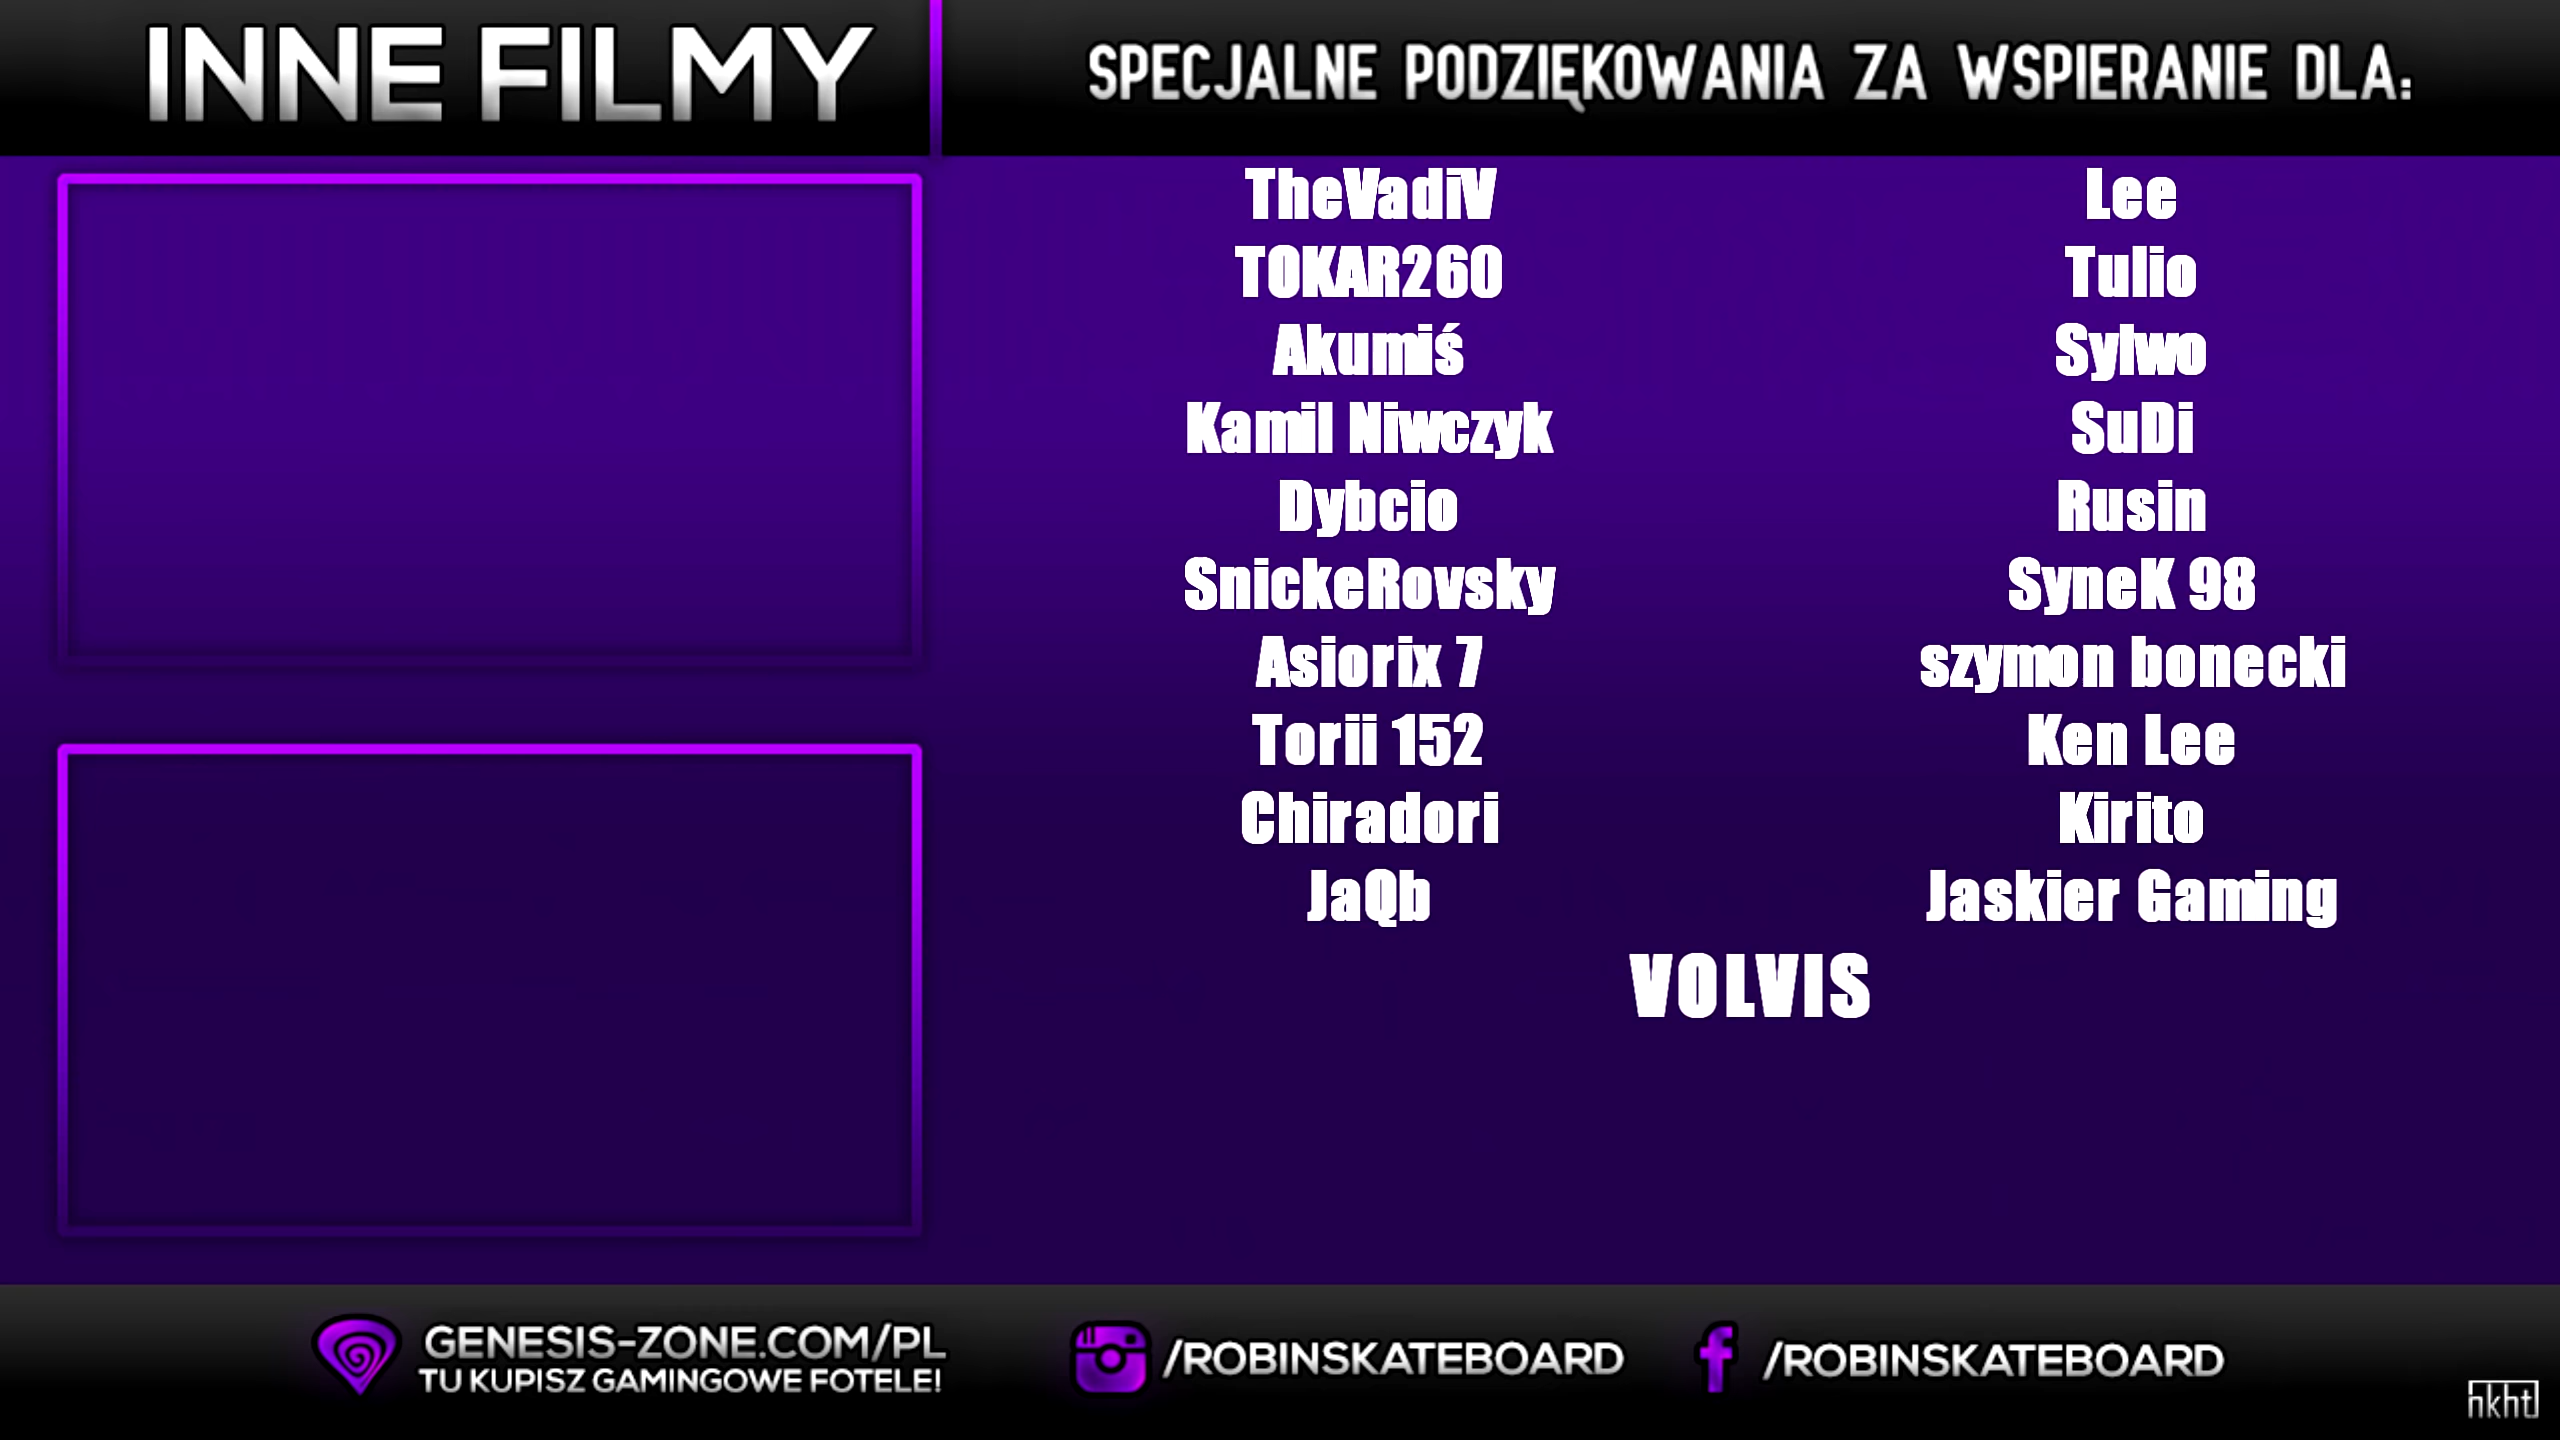 INNE FILMY
SPECJALNE PODZIĘKOWANIA ZA WSPIERANIE DLA:
TheVadiV
TOKAR260
Akumiś
Kamil Niwczyk
Dybcio
SnickeRovsky
Asiorix 7
Torii 152
Chiradori
JaQb
Lee
Tulio
Sylwo
SuDi
Rusin
SyneK 98
szymon bonecki
Ken Lee
Kirito
Jaskier Gaming
VOLVIS
GENESIS-ZONE.COM/PL
TU KUPISZ GAMINGOWE FOTELE!
/ROBINSKATEBOARD
/ROBINSKATEBOARD
hkht